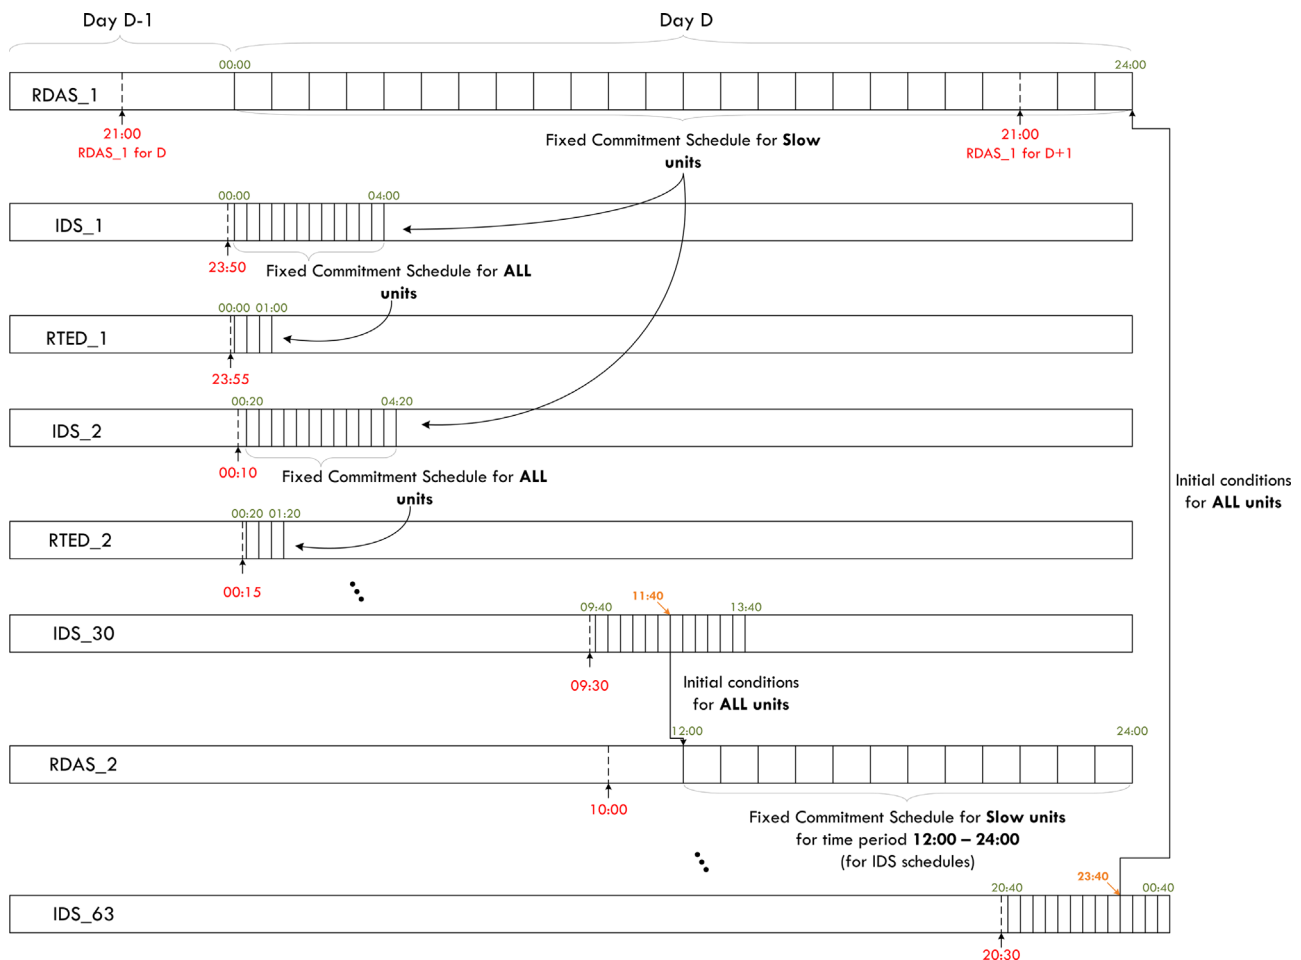 Day D-1
Day D
00:00
24:00
RDAS_1
21:00
RDAS_1 for D
21:00
RDAS_1 for D+1
Fixed Commitment Schedule for Slow
units
00:00
04:00
IDS_1
23:50
Fixed Commitment Schedule for ALL
units
00:00 01:00
RTED_1
23:55
00:20
04:20
IDS_2
00:10
Fixed Commitment Schedule for ALL
units
00:20 01:20
RTED_2
00:15
Initial conditions
for ALL units
11:40
09:40
13:40
IDS_30
09:30
Initial conditions
for ALL units
12:00
24:00
RDAS_2
10:00
Fixed Commitment Schedule for Slow units
for time period 12:00 – 24:00
(for IDS schedules)
23:40
20:40
00:40
IDS_63
20:30